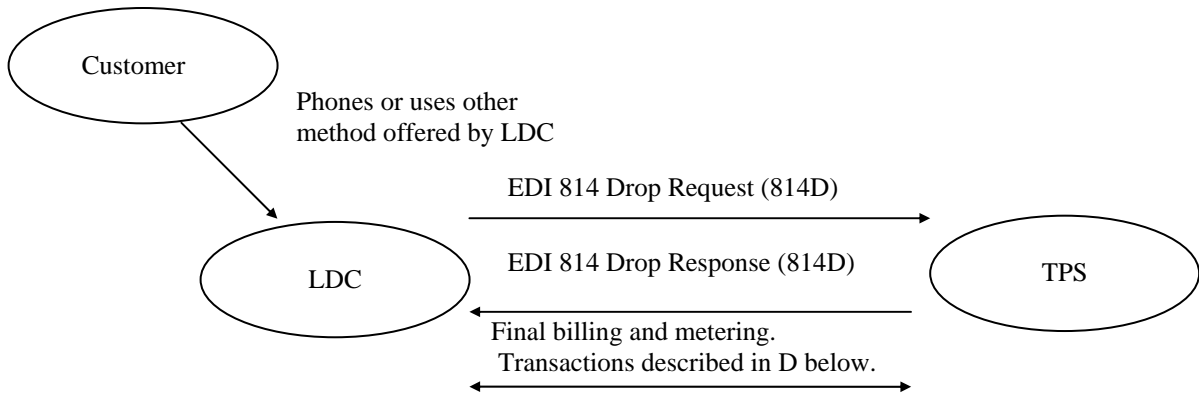 Customer
Phones or uses other
method offered by LDC
EDI 814 Drop Request (814D)
LDC
EDI 814 Drop Response (814D)
TPS
Final billing and metering.
Transactions described in D below.